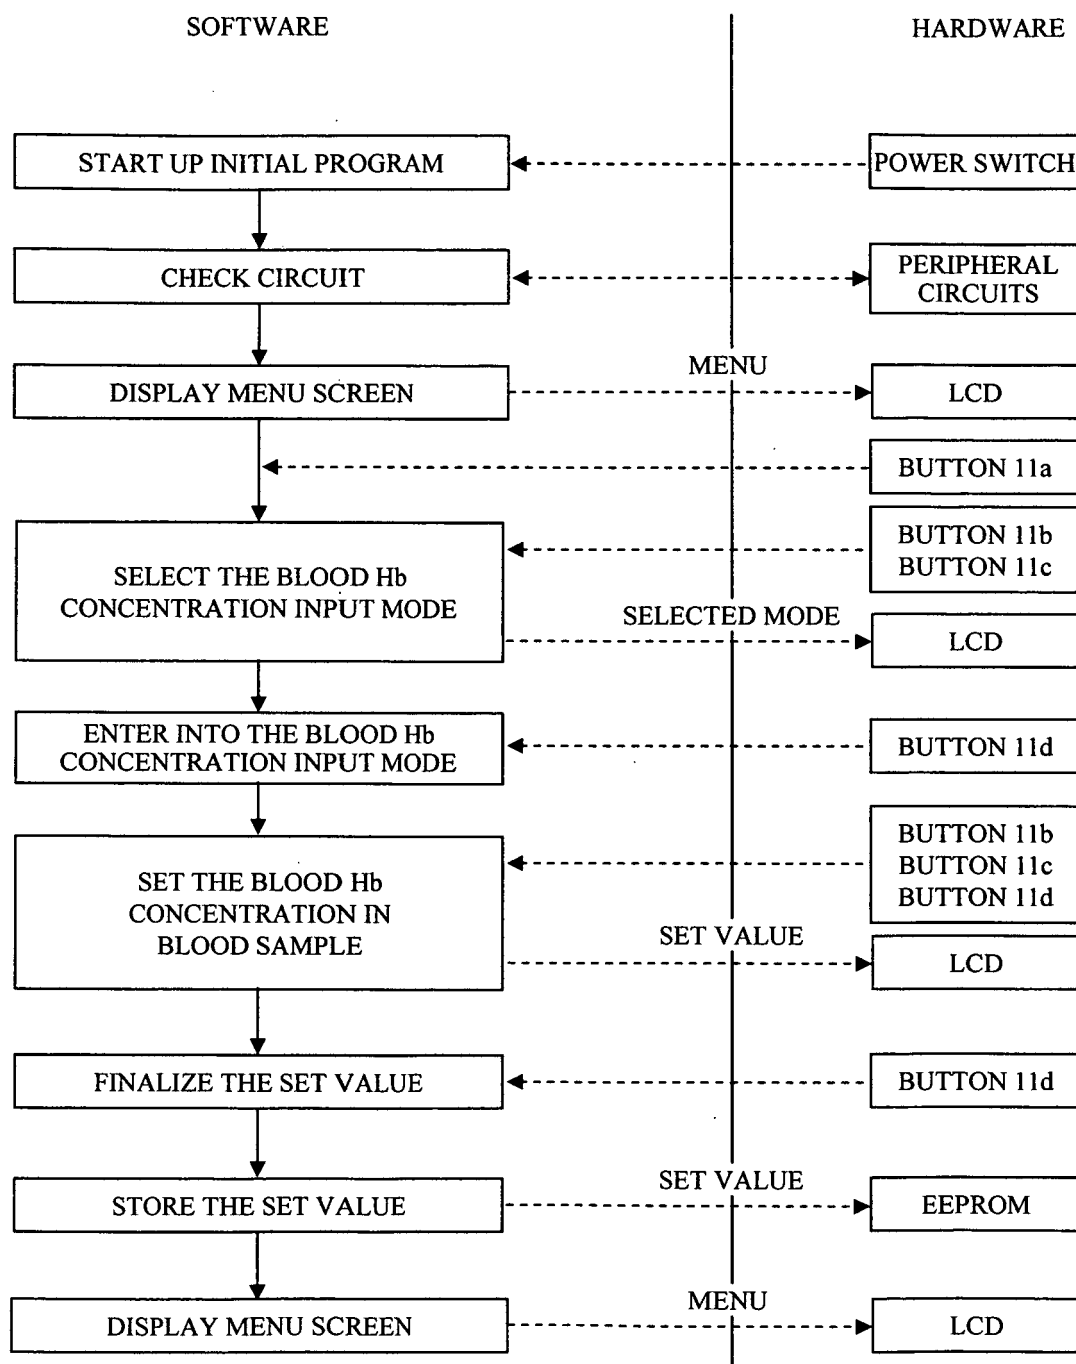 SOFTWARE
HARDWARE
START UP INITIAL PROGRAM
POWER SWITCH
CHECK CIRCUIT
PERIPHERAL
CIRCUITS
MENU
DISPLAY MENU SCREEN
LCD
BUTTON 11a
SELECT THE BLOOD Hb
CONCENTRATION INPUT MODE
BUTTON 11b
BUTTON 11c
SELECTED MODE
LCD
ENTER INTO THE BLOOD Hb
CONCENTRATION INPUT MODE
BUTTON 11d
SET THE BLOOD Hb
CONCENTRATION IN
BLOOD SAMPLE
BUTTON 11b
BUTTON 11c
BUTTON 11d
SET VALUE
LCD
FINALIZE THE SET VALUE
BUTTON 11d
SET VALUE
STORE THE SET VALUE
EEPROM
MENU
DISPLAY MENU SCREEN
LCD